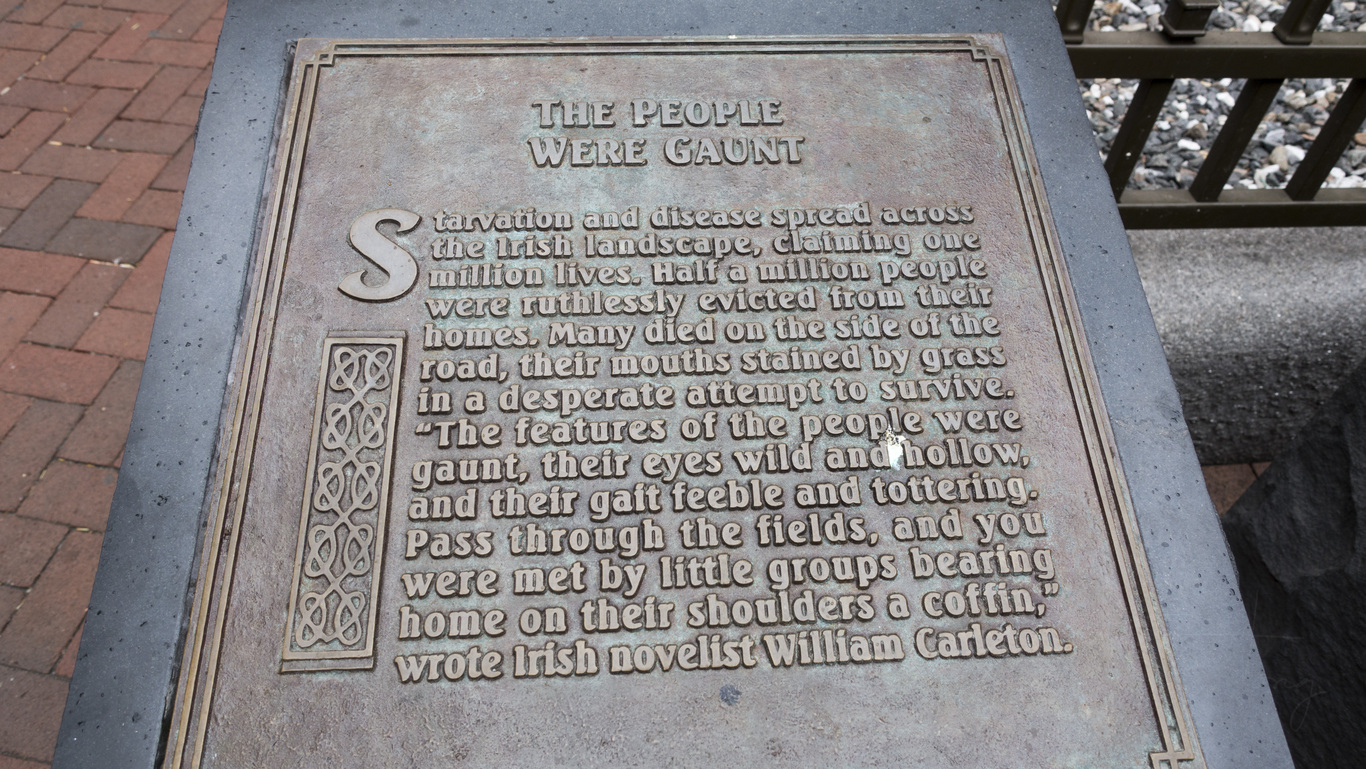 The People
Were Gaunt
Starvation and disease spread across
the Irish landscape, claiming one
million lives. Half a million people
were ruthlessly evicted from their
homes. Many died on the side of the
road, their mouths stained by grass
in a desperate attempt to survive.
“The features of the people were
gaunt, their eyes wild and hollow,
and their gait feeble and tottering.
Pass through the fields, and you
were met by little groups bearing
home on their shoulders a coffin,”
wrote Irish novelist William Carleton.